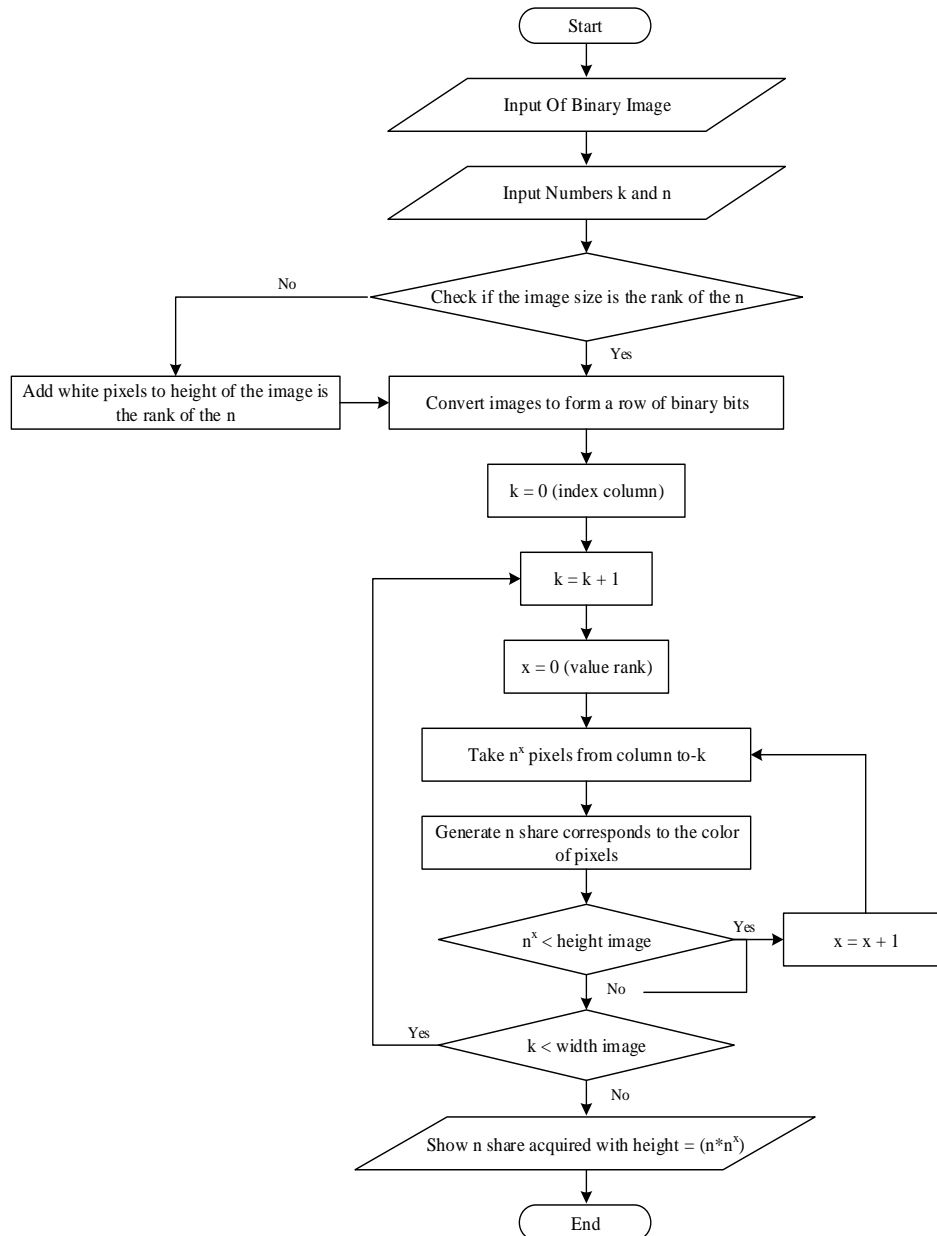 Start
Input Of Binary Image
Input Numbers k and n
No
Check if the image size is the rank of the n
Yes
Add white pixels to height of the image is
the rank of the n
Convert images to form a row of binary bits
k = 0 (index column)
k = k + 1
x = 0 (value rank)
Take nˣ pixels from column to-k
Generate n share corresponds to the color
of pixels
nˣ < height image
Yes
x = x + 1
No
Yes
k < width image
No
Show n share acquired with height = (n*nˣ)
End